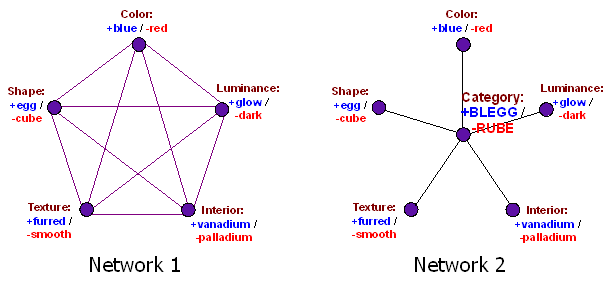 Color:
+blue / -red
Shape:
+egg /
-cube
Luminance:
+glow /
-dark
Texture:
+furred /
-smooth
Interior:
+vanadium /
-palladium
Network 1
Color:
+blue / -red
Shape:
+egg /
-cube
Category:
+BLEGG /
-RUBE
Luminance:
+glow /
-dark
Texture:
+furred /
-smooth
Interior:
+vanadium /
-palladium
Network 2